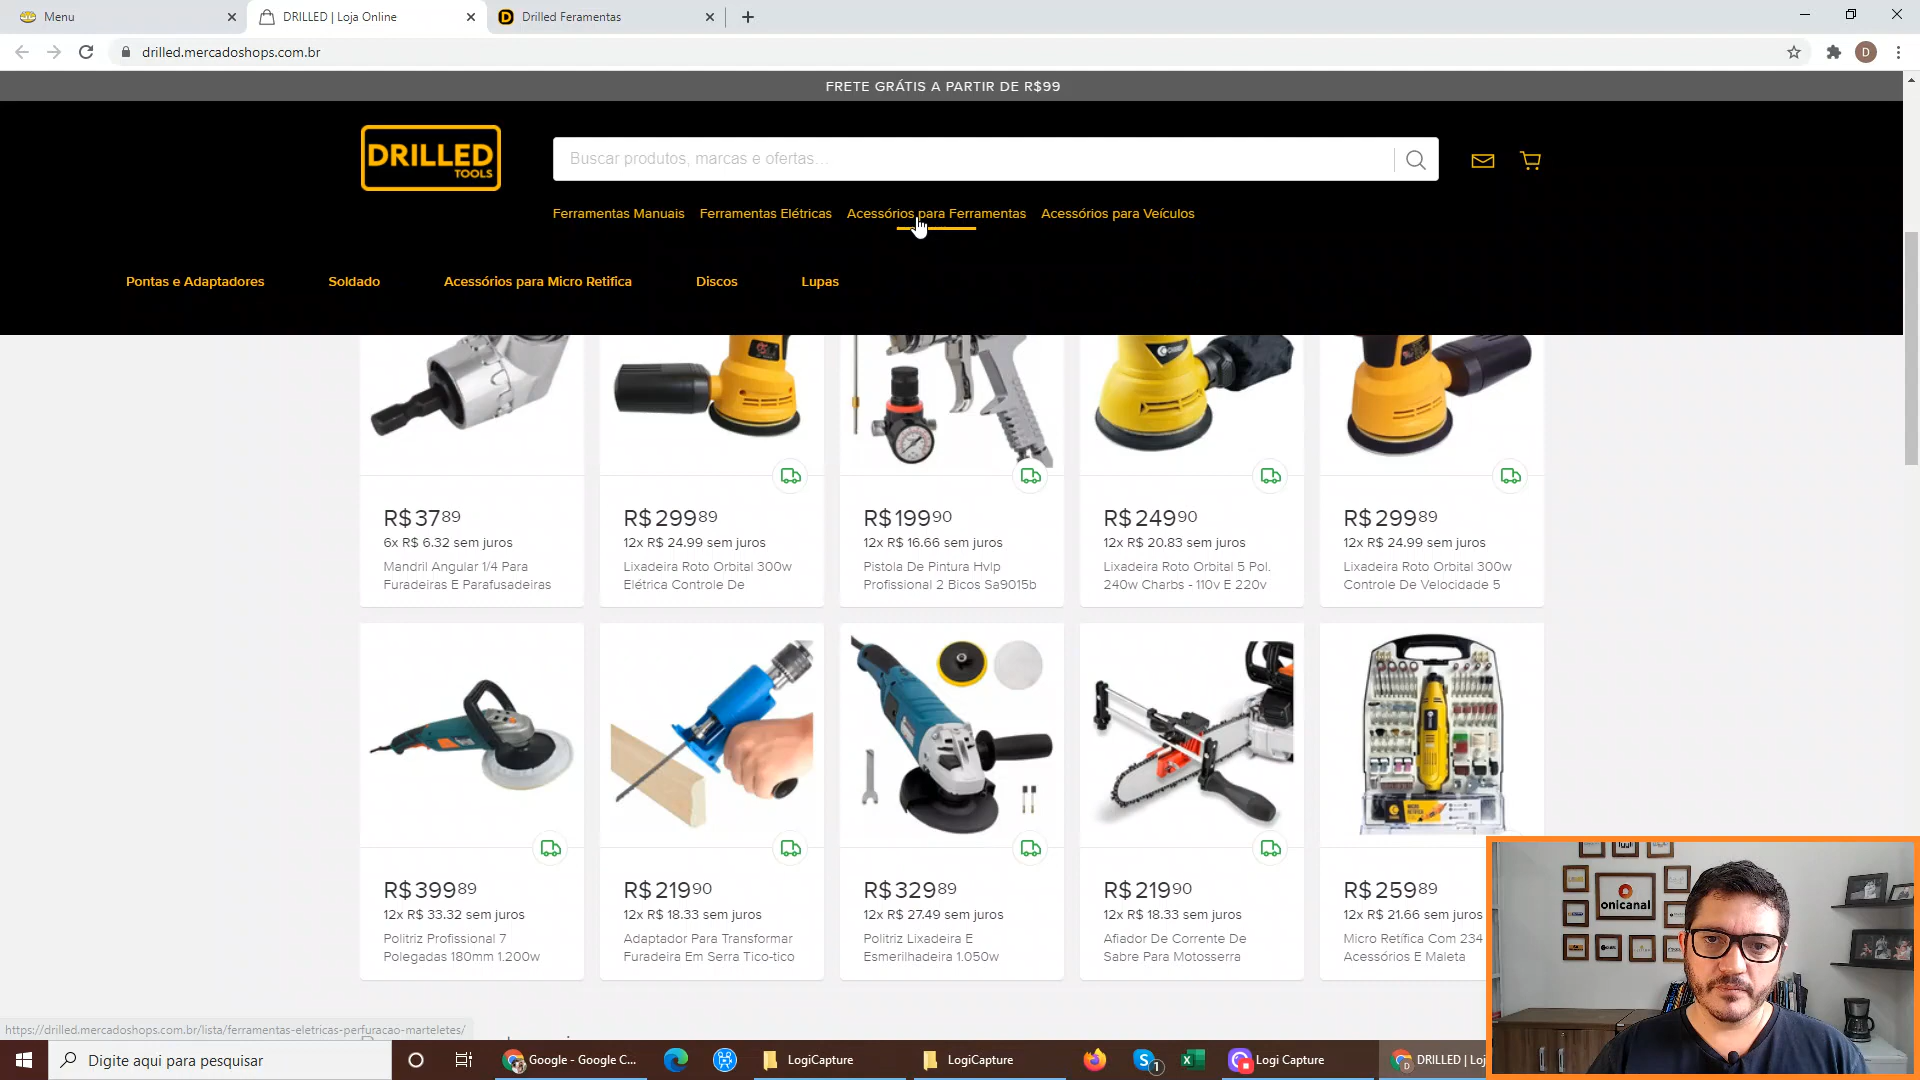 Menu
DRILLED | Loja Online
Drilled Ferramentas
drilled.mercadoshops.com.br
D
FRETE GRÁTIS A PARTIR DE R$99
DRILLED
TOOLS
Buscar produtos, marcas e ofertas...
Ferramentas Manuais Ferramentas Elétricas Acessórios para Ferramentas Acessórios para Veículos
Pontas e Adaptadores Soldado Acessórios para Micro Retifica Discos Lupas
R$ 37 89
6x R$ 6.32 sem juros
Mandril Angular 1/4 Para
Furadeiras E Parafusadeiras
R$ 299 89
12x R$ 24.99 sem juros
Lixadeira Roto Orbital 300w
Elétrica Controle De
R$ 199 90
12x R$ 16.66 sem juros
Pistola De Pintura Hvlp
Profissional 2 Bicos Sa9015b
R$ 249 90
12x R$ 20.83 sem juros
Lixadeira Roto Orbital 5 Pol.
240w Charbs - 110v E 220v
R$ 299 89
12x R$ 24.99 sem juros
Lixadeira Roto Orbital 300w
Controle De Velocidade 5
R$ 399 89
12x R$ 33.32 sem juros
Politriz Profissional 7
Polegadas 180mm 1.200w
R$ 219 90
12x R$ 18.33 sem juros
Adaptador Para Transformar
Furadeira Em Serra Tico-tico
R$ 329 89
12x R$ 27.49 sem juros
Politriz Lixadeira E
Esmerilhadeira 1.050w
R$ 219 90
12x R$ 18.33 sem juros
Afiador De Corrente De
Sabre Para Motosserra
R$ 259 89
12x R$ 21.66 sem juros
Micro Retífica Com 234
Acessórios E Maleta
onicanal
https://drilled.mercadoshops.com.br/lista/ferramentas-eletricas-perfuracao-marteletes/
Digite aqui para pesquisar
Google - Google C...
LogiCapture
LogiCapture
1
Logi Capture
DRILLED | Loj